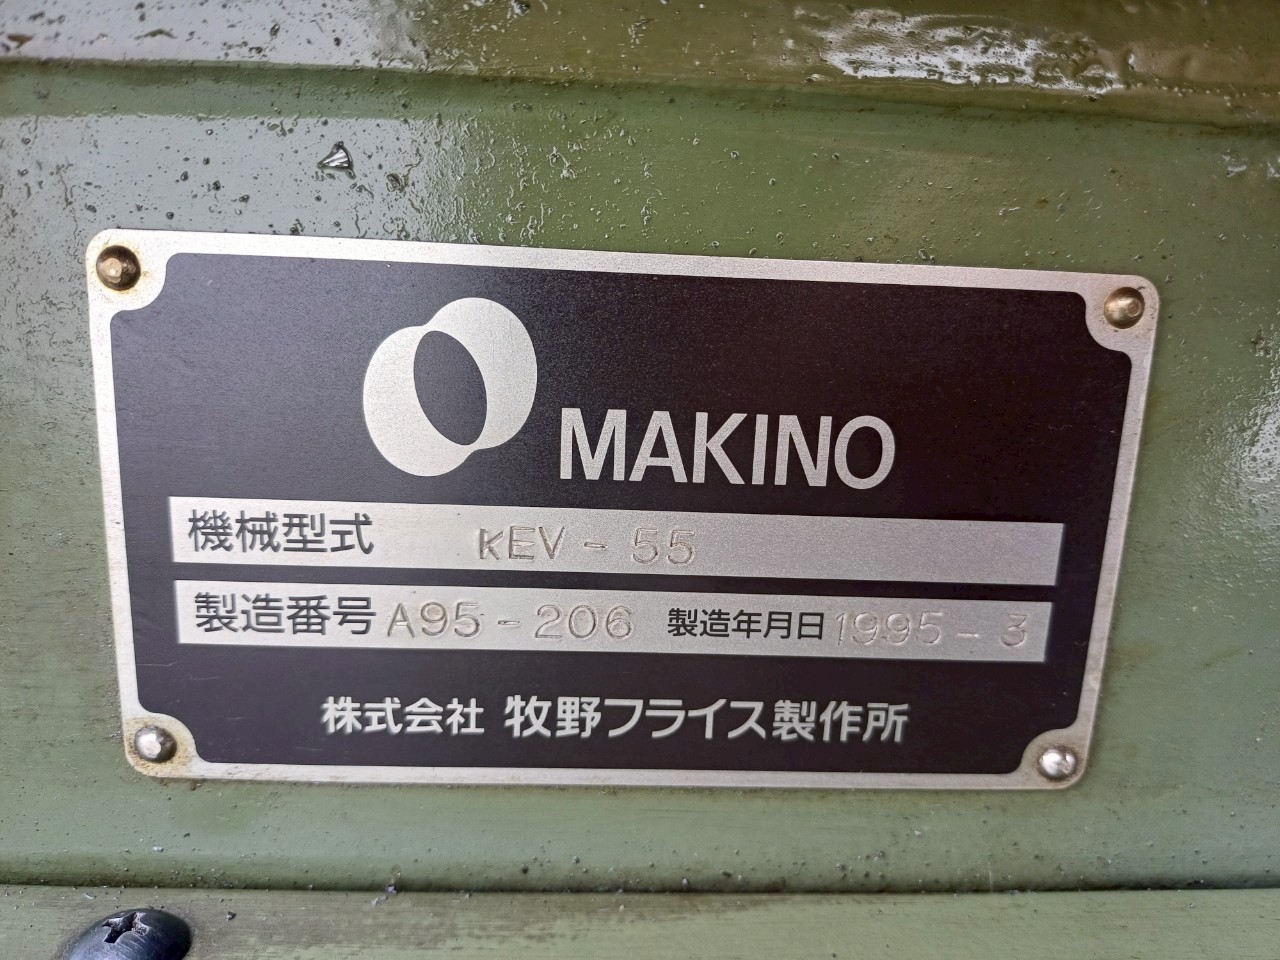 MAKINO
機械型式 KEV-55
製造番号 A95-206 製造年月日 1995-3
株式会社 牧野フライス製作所